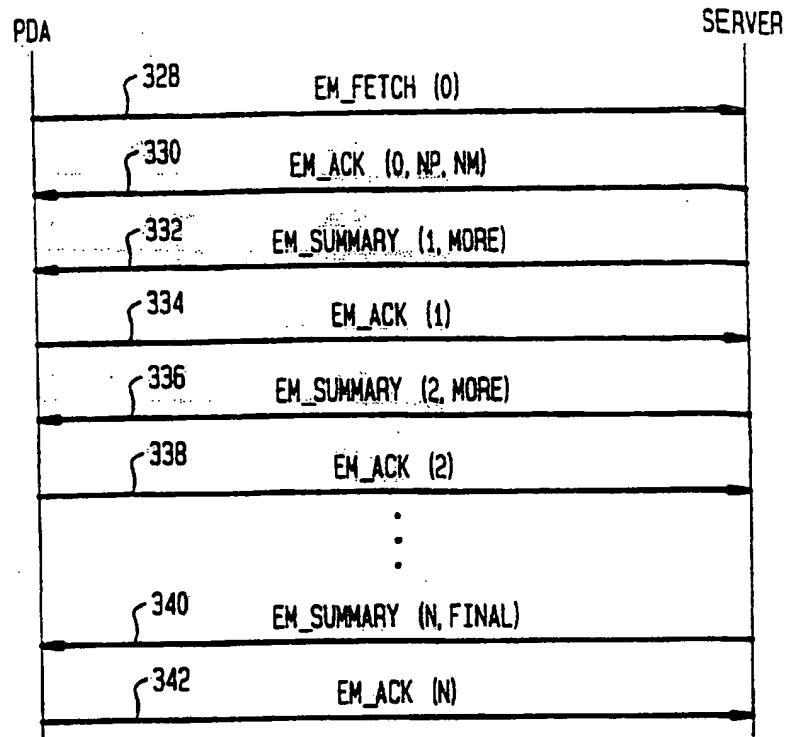 PDA
SERVER
328
EM_FETCH (0)
330
EM_ACK (0, NP, NM)
332
EM_SUMMARY (1, MORE)
334
EM_ACK (1)
336
EM_SUMMARY (2, MORE)
338
EM_ACK (2)
340
EM_SUMMARY (N, FINAL)
342
EM_ACK (N)